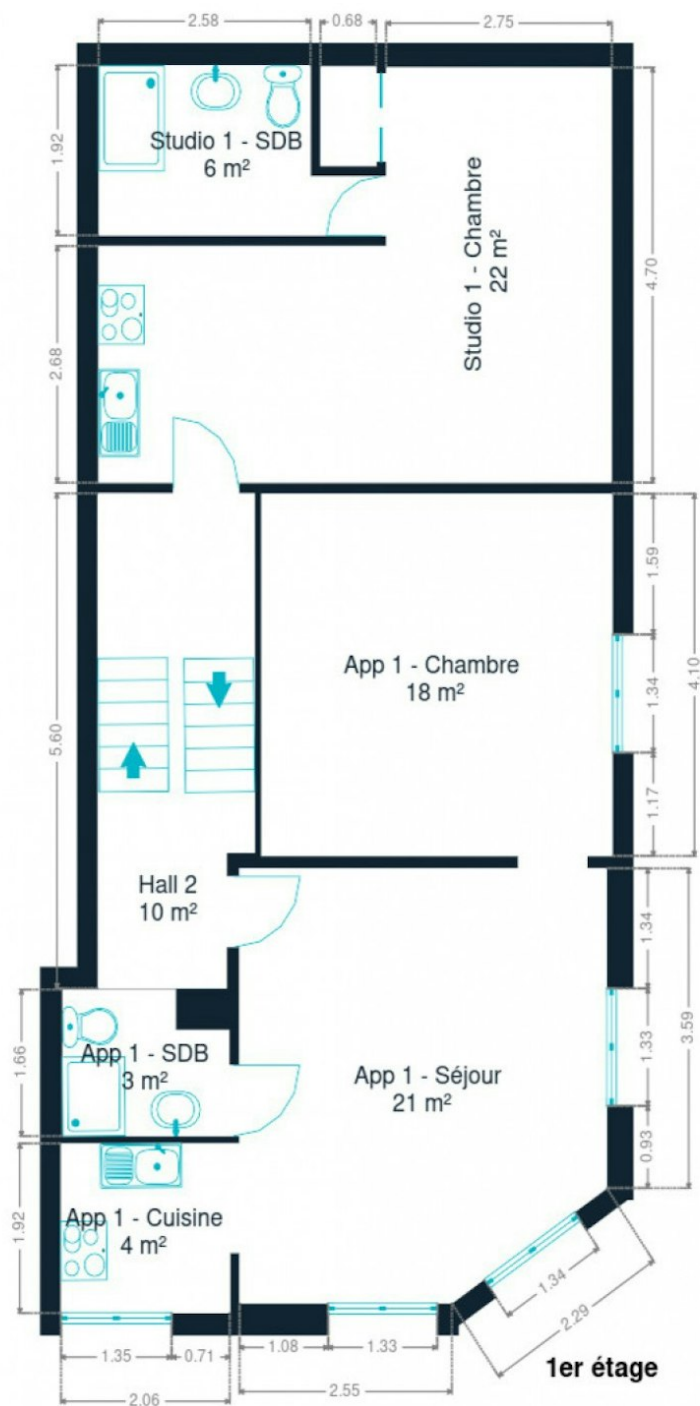 2.58
0.68
2.75
1.92
Studio 1 - SDB
6 m²
Studio 1 - Chambre
22 m²
4.70
2.68
5.60
1.59
App 1 - Chambre
18 m²
1.34
4.10
1.17
Hall 2
10 m²
1.34
3.59
1.66
App 1 - SDB
3 m²
App 1 - Séjour
21 m²
1.33
0.93
1.92
App 1 - Cuisine
4 m²
1.34
2.29
1.35
0.71
1.08
1.33
2.06
2.55
1er étage